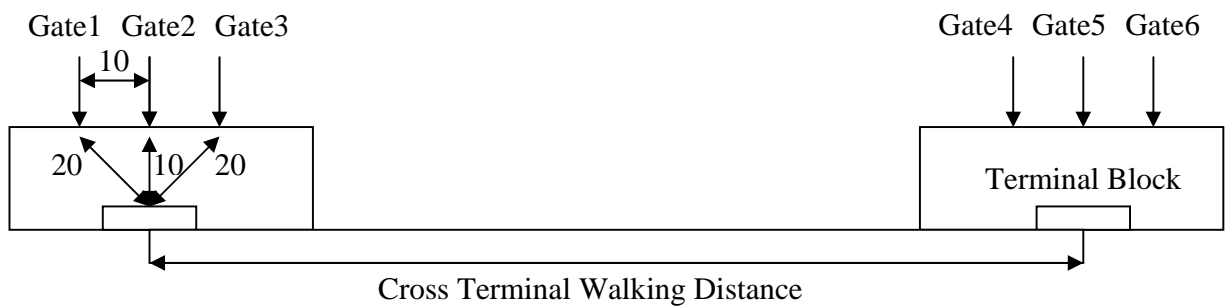 Gate1 Gate2 Gate3 Gate4 Gate5 Gate6
10
20 10 20
Terminal Block
Cross Terminal Walking Distance